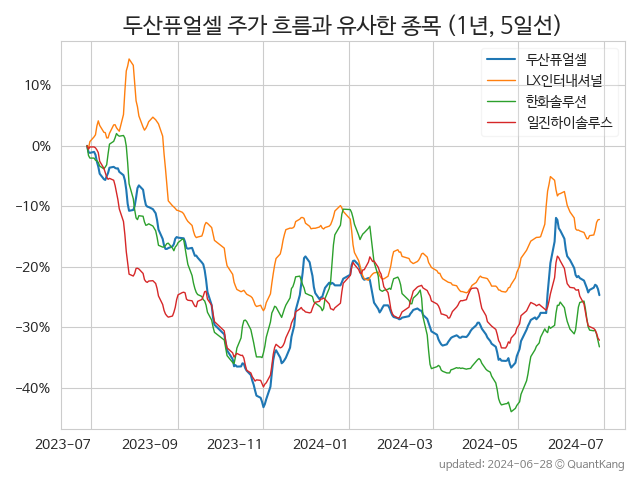 두산퓨얼셀 주가 흐름과 유사한 종목 (1년, 5일선)
두산퓨얼셀
LX인터내셔널
한화솔루션
일진하이솔루스
10%
0%
−10%
−20%
−30%
−40%
2023-07 2023-09 2023-11 2024-01 2024-03 2024-05 2024-07
updated: 2024-06-28 © QuantKang